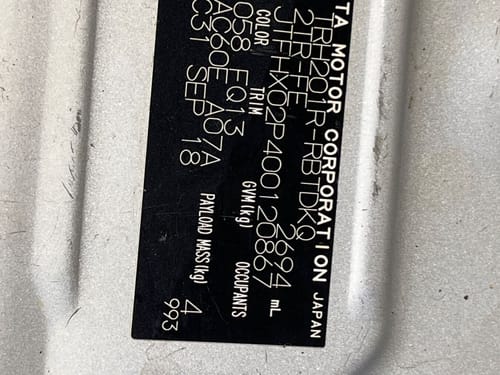 TA MOTOR CORPORATION JAPAN
TRH201R-RBTDKQ
2TR-FE 2694 mL
JTFHX02P400120867
COLOR TRIM GVM(kg) OCCUPANTS
058 FQ13 4
AC60E A07A PAYLOAD MASS(kg) 993
C31 SEP 18